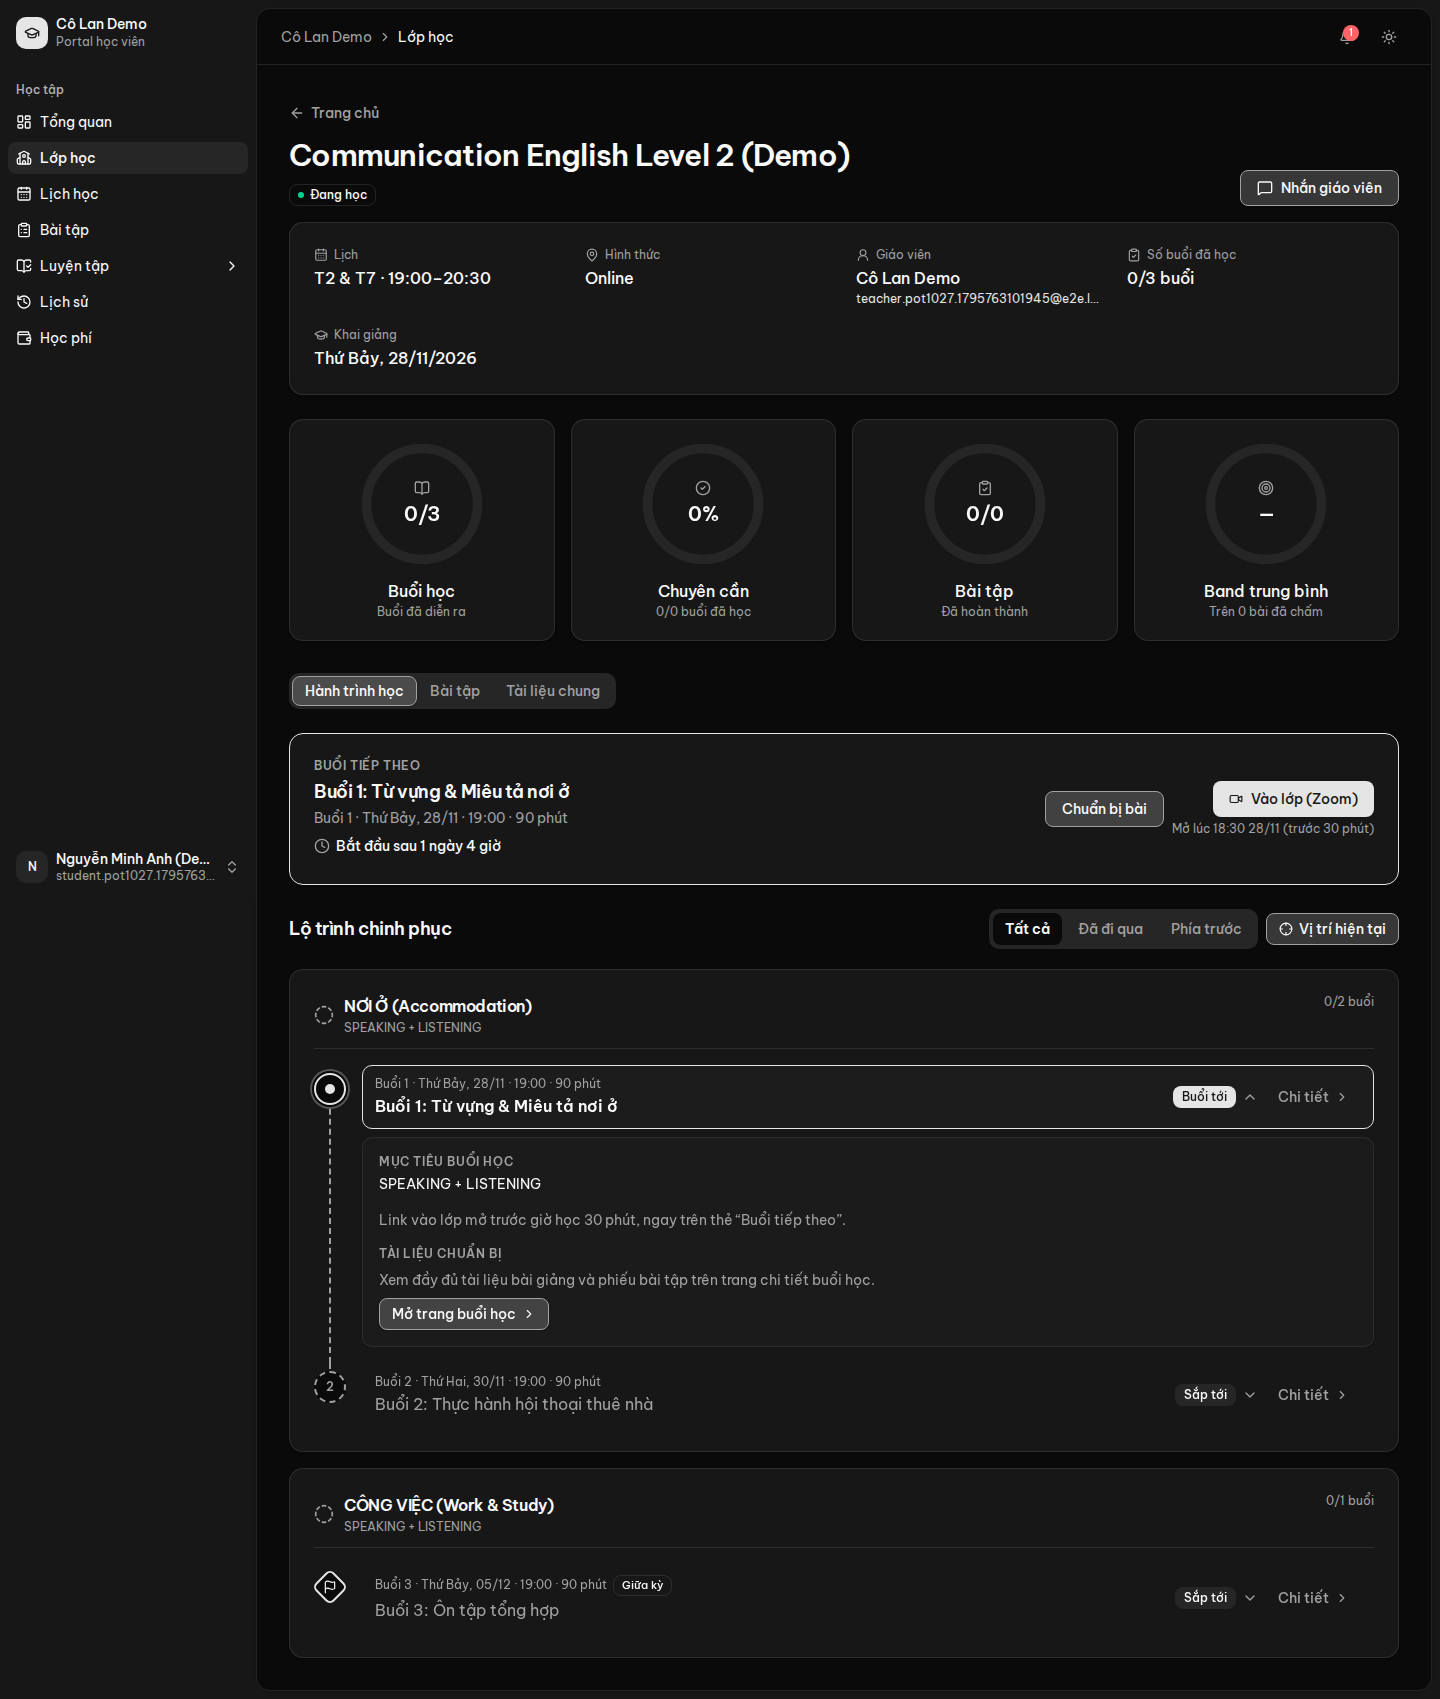 Cô Lan Demo
Portal học viên
Học tập
Tổng quan
Lớp học
Lịch học
Bài tập
Luyện tập
Lịch sử
Học phí
N
Nguyễn Minh Anh (De...
student.pot1027.1795763...
Cô Lan Demo > Lớp học
1
Trang chủ
Communication English Level 2 (Demo)
Đang học
Nhắn giáo viên
Lịch
T2 & T7 · 19:00–20:30
Hình thức
Online
Giáo viên
Cô Lan Demo
teacher.pot1027.1795763101945@e2e.l...
Số buổi đã học
0/3 buổi
Khai giảng
Thứ Bảy, 28/11/2026
0/3
Buổi học
Buổi đã diễn ra
0%
Chuyên cần
0/0 buổi đã học
0/0
Bài tập
Đã hoàn thành
–
Band trung bình
Trên 0 bài đã chấm
Hành trình học
Bài tập
Tài liệu chung
BUỔI TIẾP THEO
Buổi 1: Từ vựng & Miêu tả nơi ở
Buổi 1 · Thứ Bảy, 28/11 · 19:00 · 90 phút
Bắt đầu sau 1 ngày 4 giờ
Chuẩn bị bài
Vào lớp (Zoom)
Mở lúc 18:30 28/11 (trước 30 phút)
Lộ trình chinh phục
Tất cả
Đã đi qua
Phía trước
Vị trí hiện tại
NƠI Ở (Accommodation)
SPEAKING + LISTENING
0/2 buổi
Buổi 1 · Thứ Bảy, 28/11 · 19:00 · 90 phút
Buổi 1: Từ vựng & Miêu tả nơi ở
Buổi tới
Chi tiết
MỤC TIÊU BUỔI HỌC
SPEAKING + LISTENING
Link vào lớp mở trước giờ học 30 phút, ngay trên thẻ “Buổi tiếp theo”.
TÀI LIỆU CHUẨN BỊ
Xem đầy đủ tài liệu bài giảng và phiếu bài tập trên trang chi tiết buổi học.
Mở trang buổi học
2
Buổi 2 · Thứ Hai, 30/11 · 19:00 · 90 phút
Buổi 2: Thực hành hội thoại thuê nhà
Sắp tới
Chi tiết
CÔNG VIỆC (Work & Study)
SPEAKING + LISTENING
0/1 buổi
Buổi 3 · Thứ Bảy, 05/12 · 19:00 · 90 phút
Giữa kỳ
Buổi 3: Ôn tập tổng hợp
Sắp tới
Chi tiết